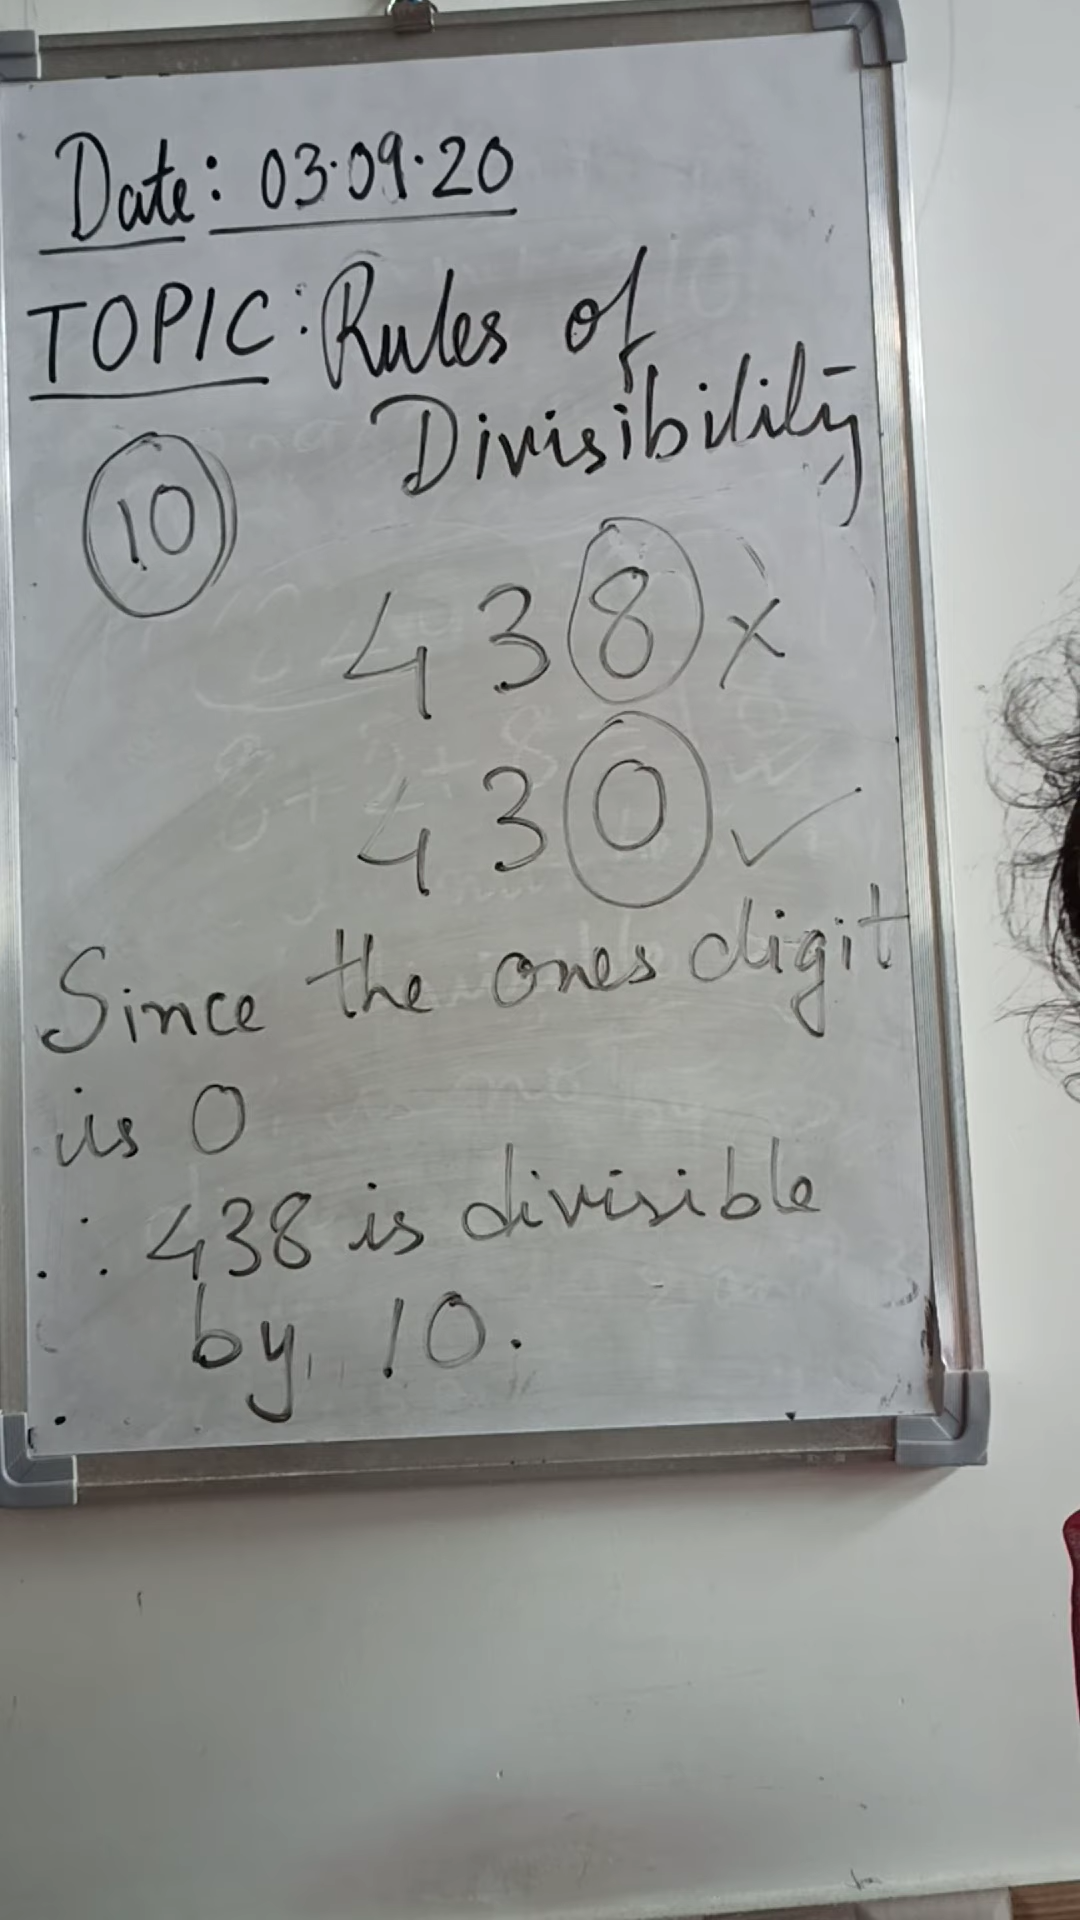 Date: 03.09.20
TOPIC: Rules of
Divisibility
10
438 ×
430 ✓
Since the ones digit
is 0
∴ 438 is divisible
by 10.